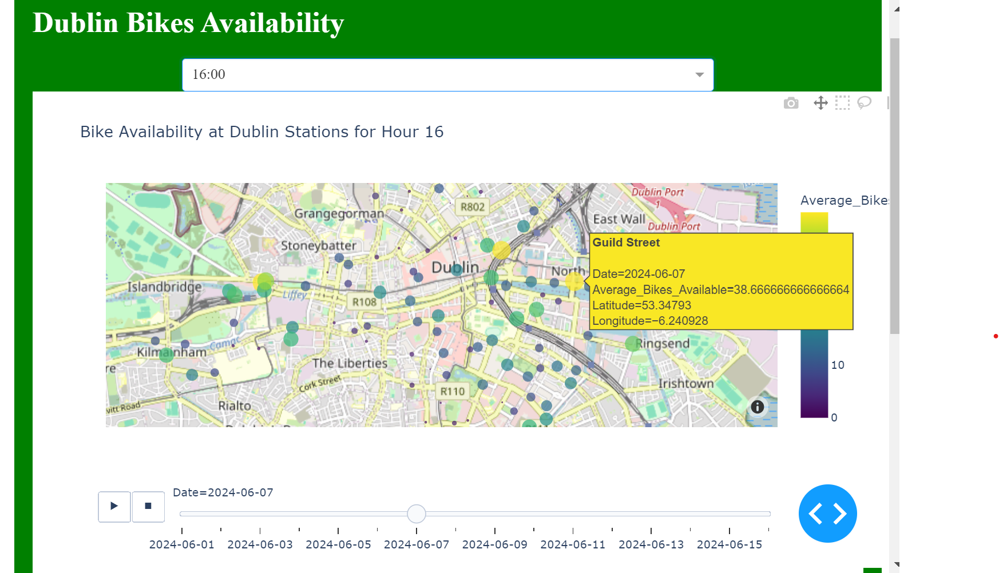 Dublin Bikes Availability
16:00
Bike Availability at Dublin Stations for Hour 16
Average_Bikes
Dublin Port
1
R802
Grangegorman
East Wall
Dublin Port
Guild Street
Stoneybatter
Dublin
North
Date=2024-06-07
Islandbridge
Average_Bikes_Available=38.666666666666664
Liffey
R108
Latitude=53.34793
Longitude=−6.240928
Camac
Ringsend
Kilmainham
The Liberties
10
re
Cork Street
Irishtown
R110
Rialto
vitt Road
0
Date=2024-06-07
2024-06-01 2024-06-03 2024-06-05 2024-06-07 2024-06-09 2024-06-11 2024-06-13 2024-06-15